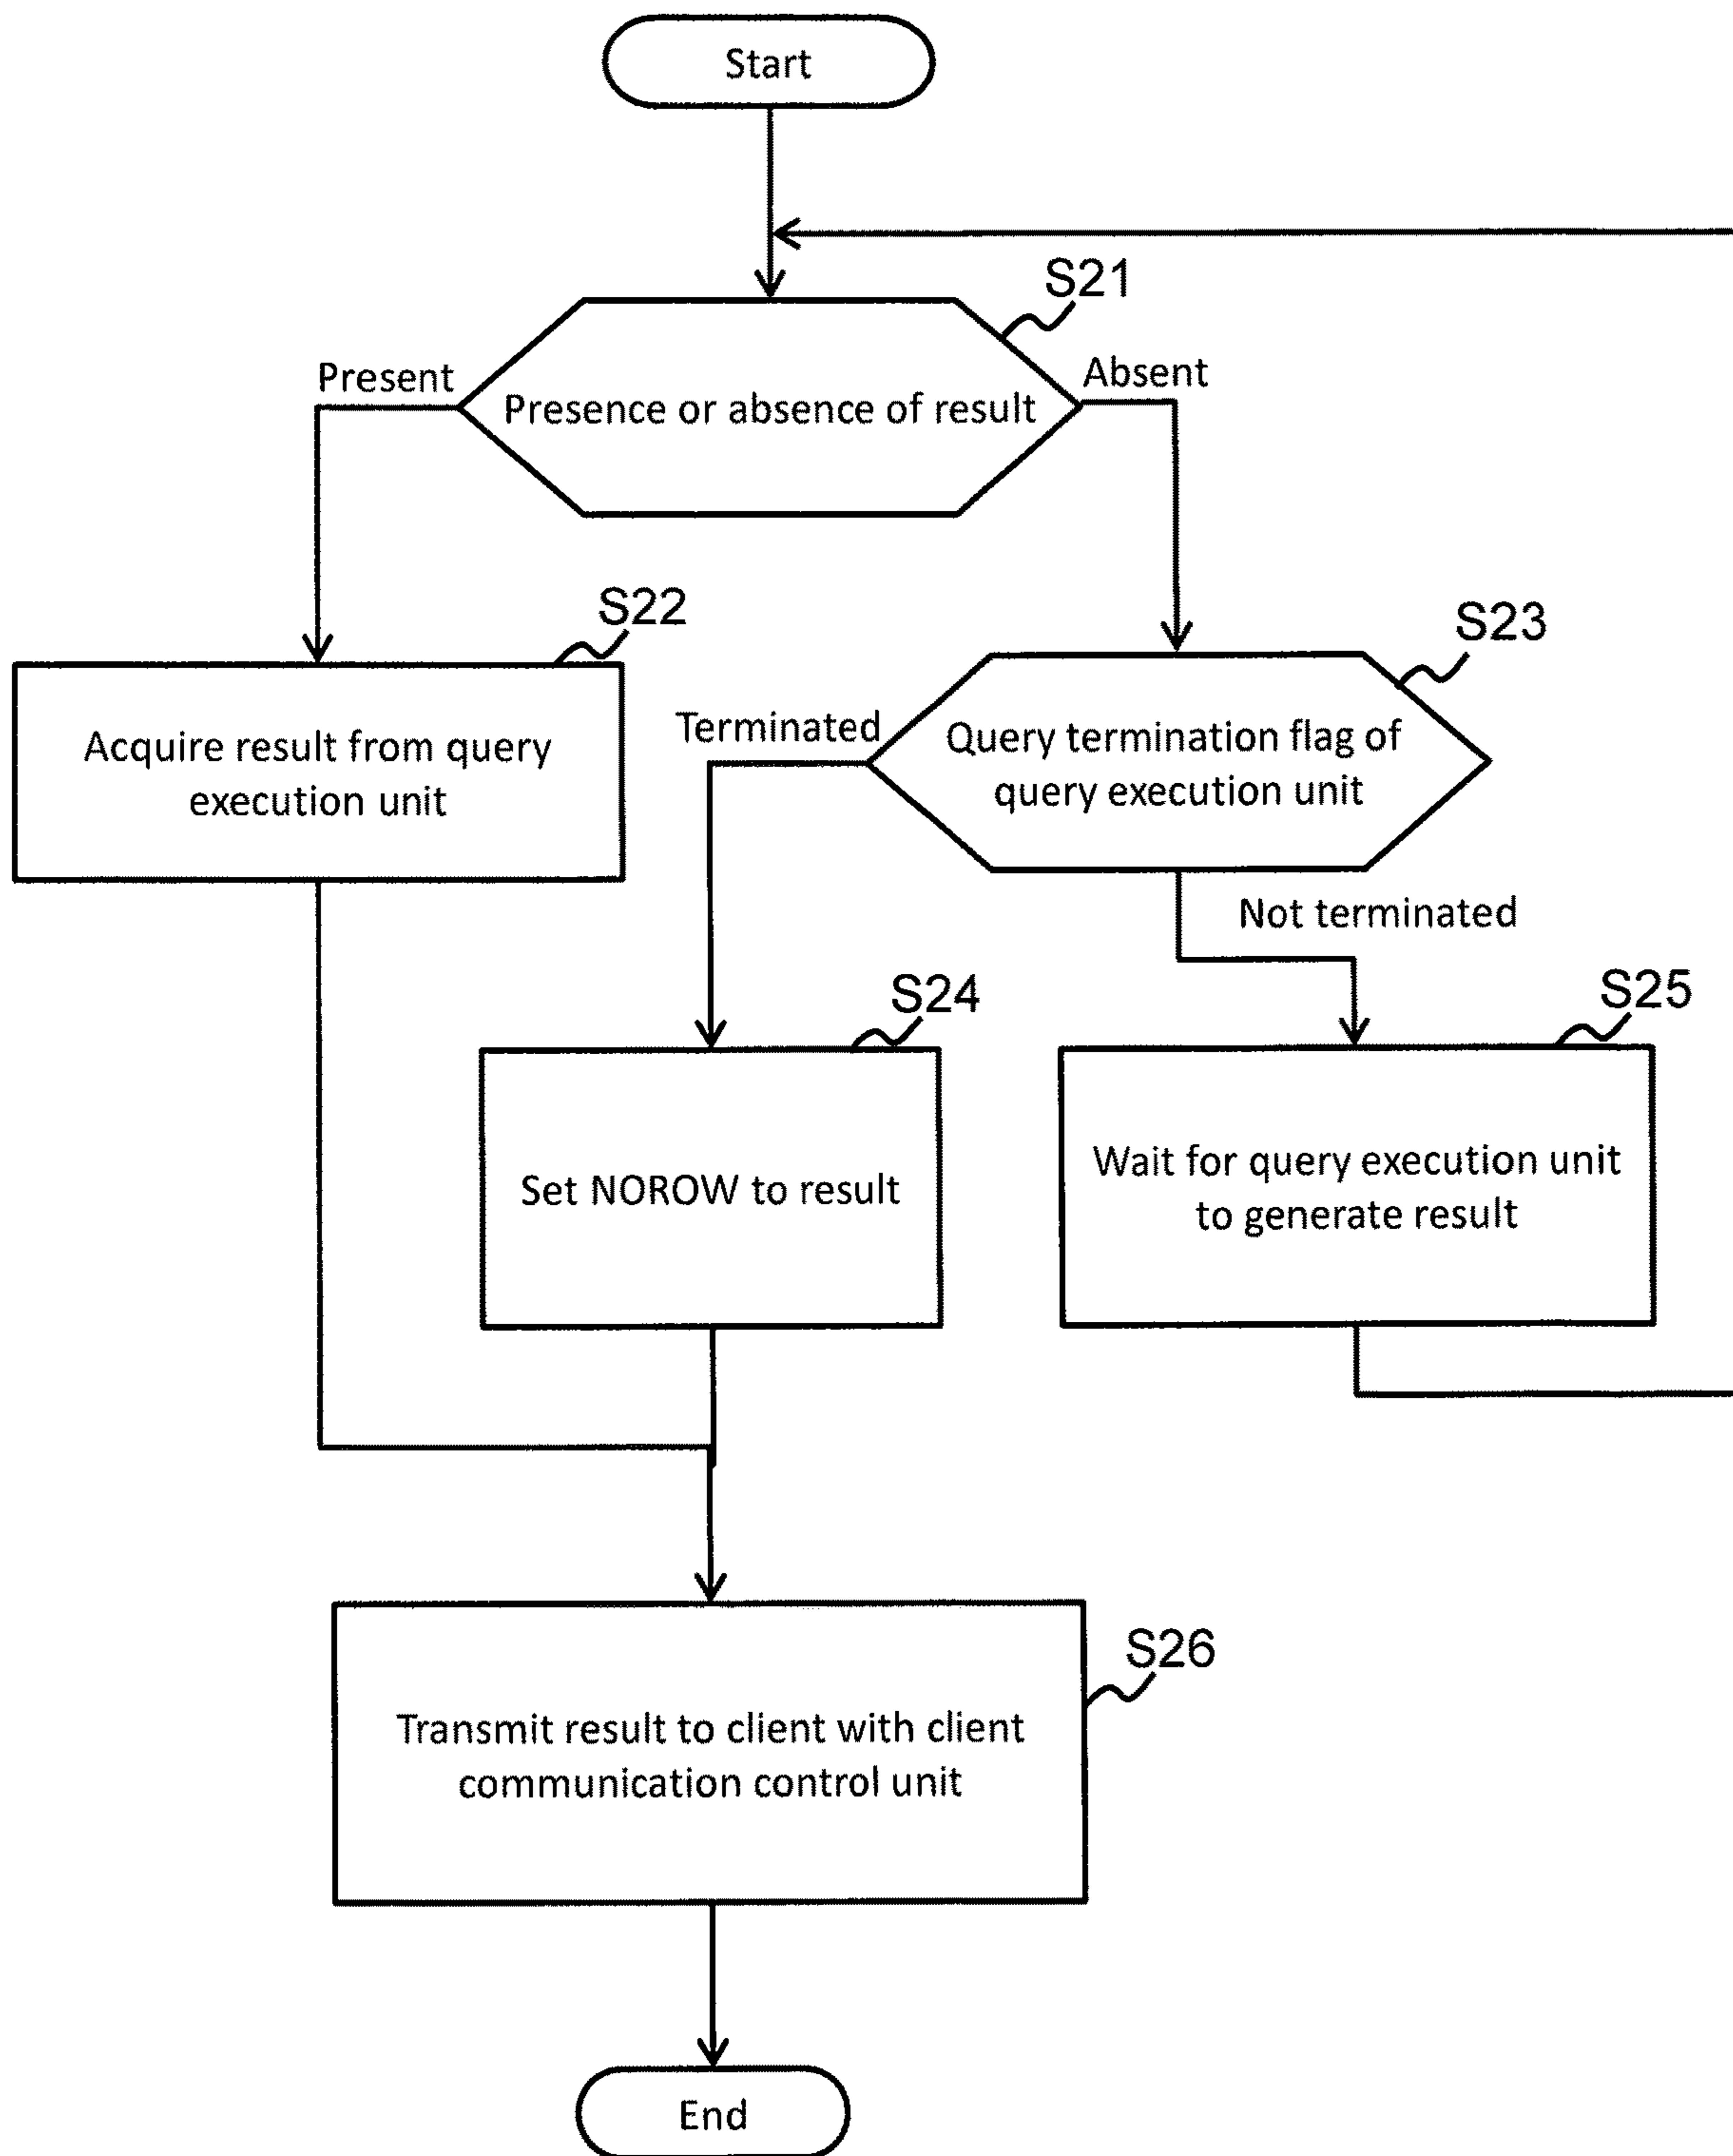 Start
S21
Present
Absent
Presence or absence of result
S22
S23
Acquire result from query
execution unit
Terminated
Query termination flag of
query execution unit
Not terminated
S24
S25
Set NOROW to result
Wait for query execution unit
to generate result
S26
Transmit result to client with client
communication control unit
End